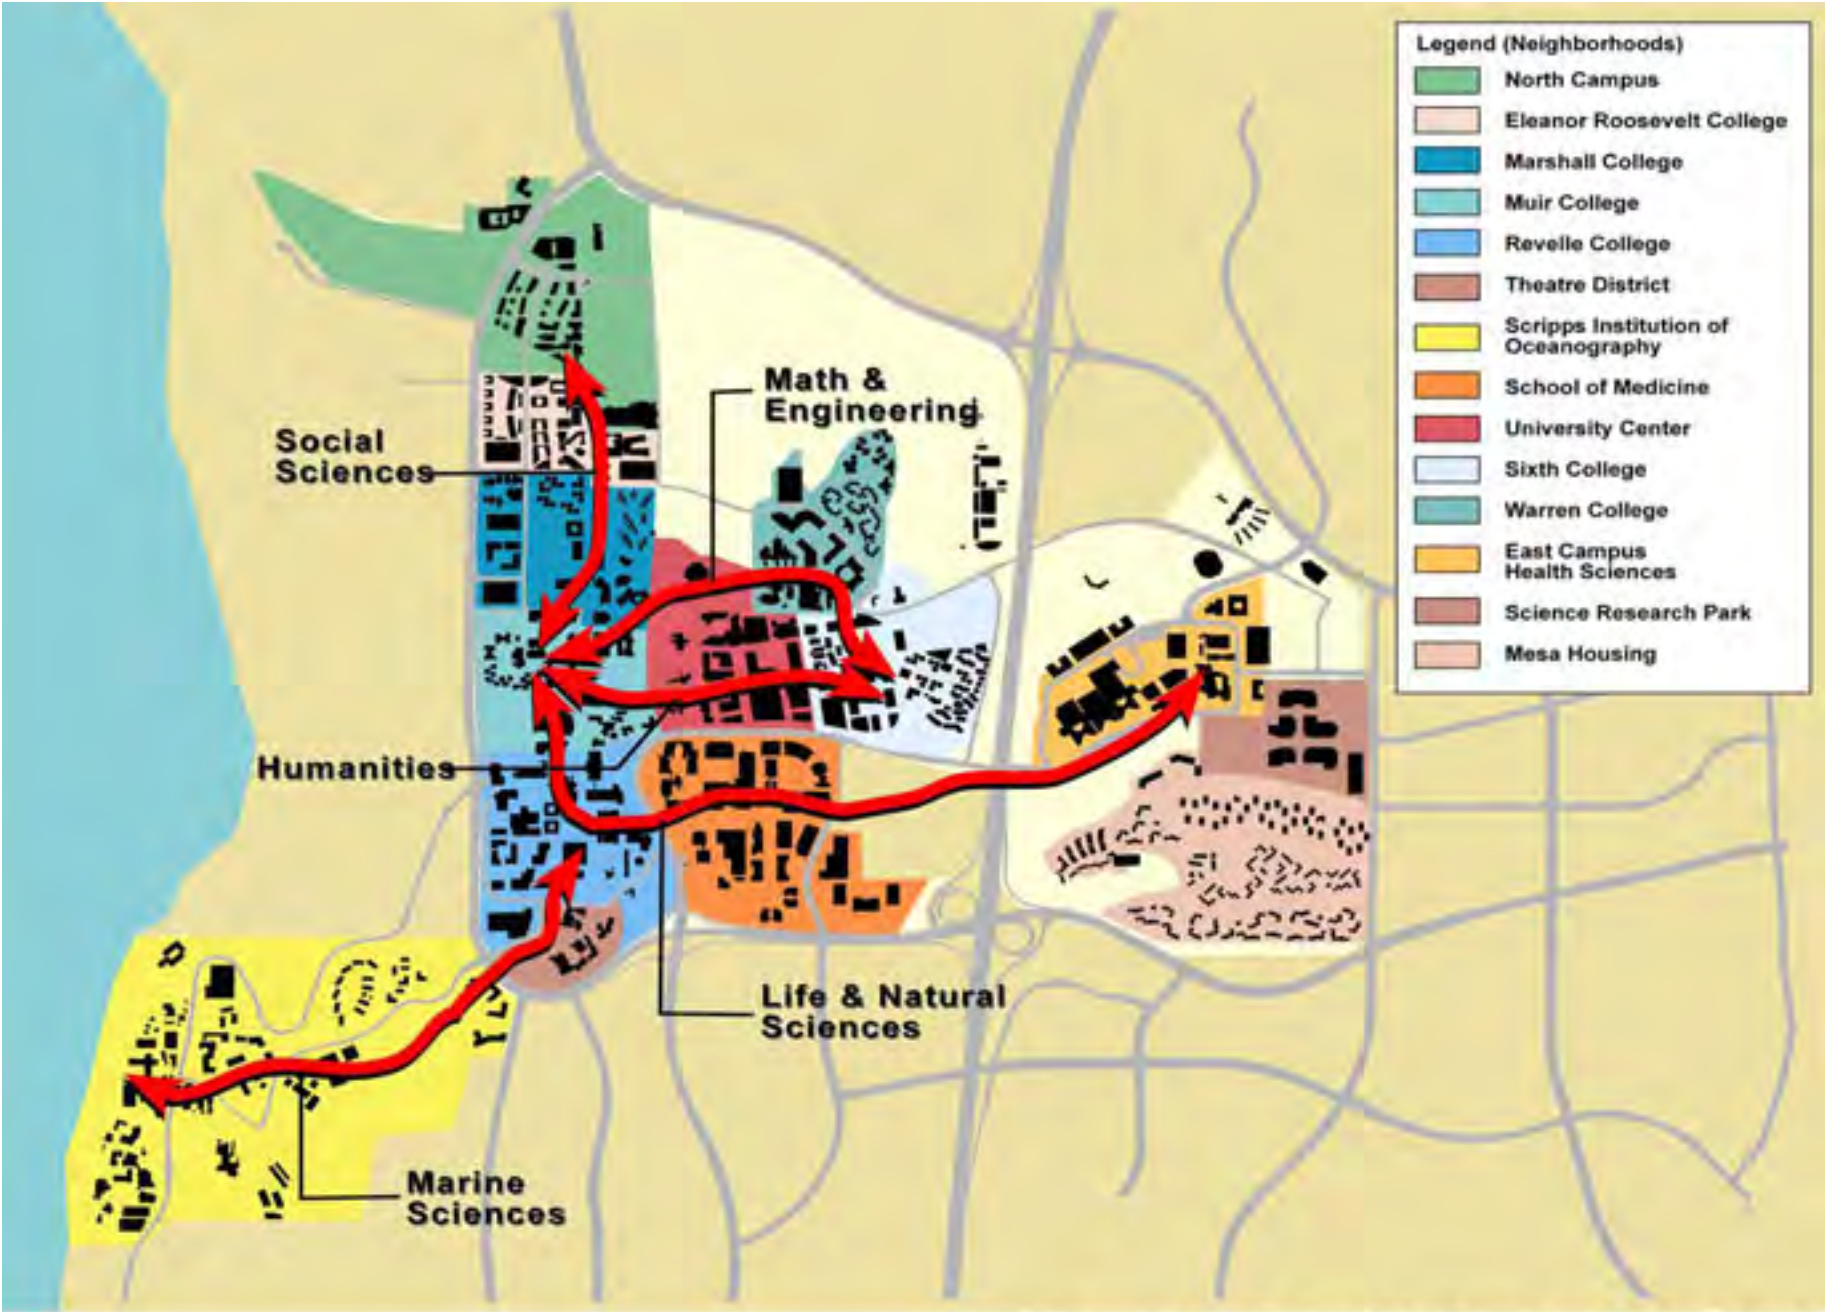 Legend (Neighborhoods)
North Campus
Eleanor Roosevelt College
Marshall College
Muir College
Revelle College
Theatre District
Scripps Institution of
Oceanography
School of Medicine
University Center
Sixth College
Warren College
East Campus
Health Sciences
Science Research Park
Mesa Housing
Math &
Engineering
Social
Sciences
Humanities
Life & Natural
Sciences
Marine
Sciences